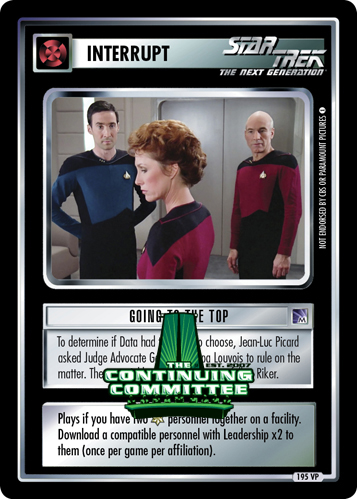 INTERRUPT
STAR TREK
THE NEXT GENERATION
NOT ENDORSED BY CBS OR PARAMOUNT PICTURES
GOING TO THE TOP
M
To determine if Data had to choose, Jean-Luc Picard
asked Judge Advocate Louvois to rule on the
matter. The Riker.
THE
EST. 2007
CONTINUING
COMMITTEE
Plays if you have Two personnel together on a facility.
Download a compatible personnel with Leadership x2 to
them (once per game per affiliation).
195 VP